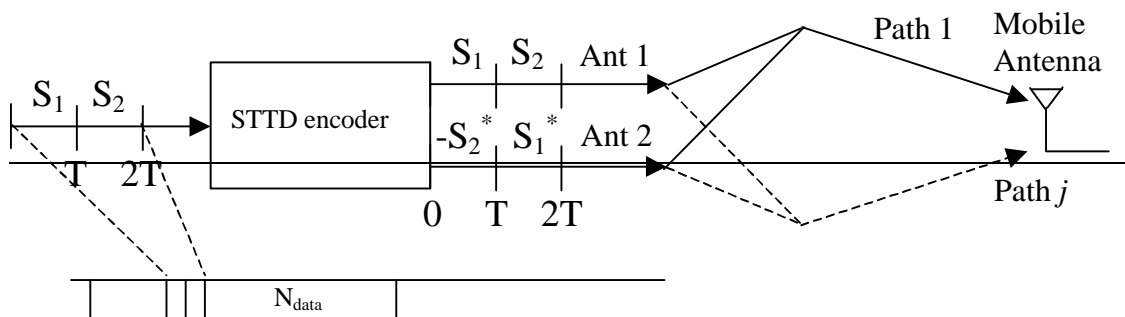 S₁ S₂
T 2T
STTD encoder
S₁ S₂ Ant 1
-S₂* S₁* Ant 2
0 T 2T
Path 1
Mobile
Antenna
Path j
N_data